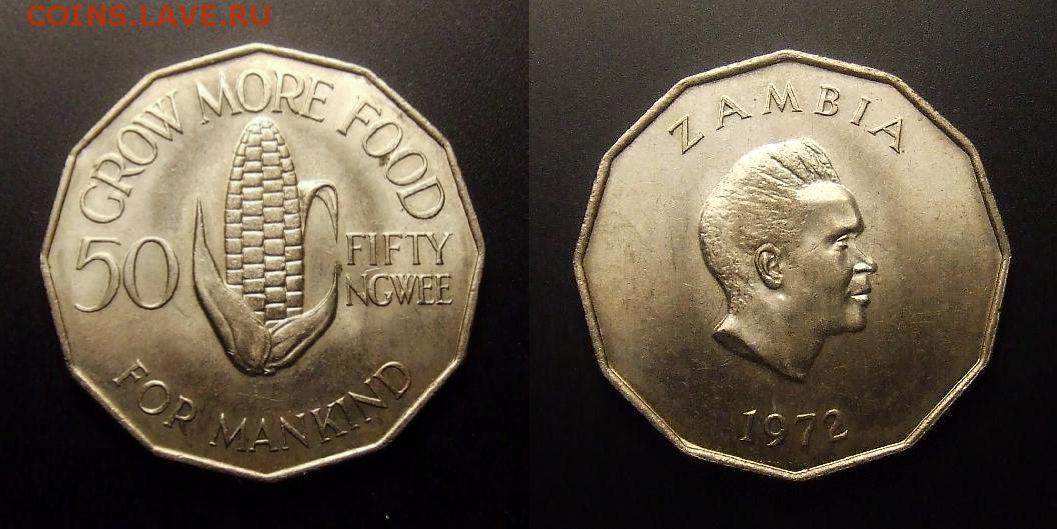 COINS.LAVE.RU
GROW MORE FOOD
50
FIFTY
NGWEE
FOR MANKIND
ZAMBIA
1972